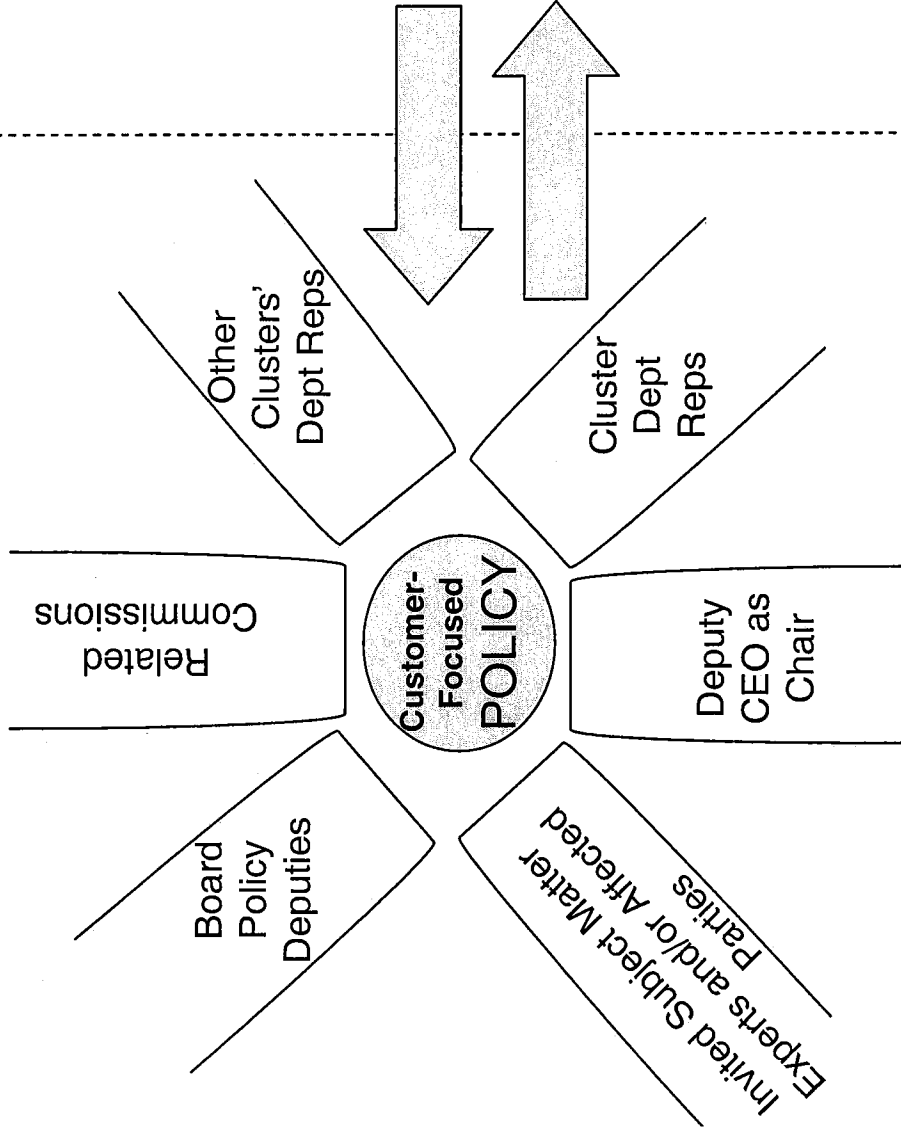 Related
Commissions
Other
Clusters'
Dept Reps
Board
Policy
Deputies
Customer-
Focused
POLICY
Cluster
Dept
Reps
Deputy
CEO as
Chair
Invited Subject Matter
Experts and/or Affected
Parties